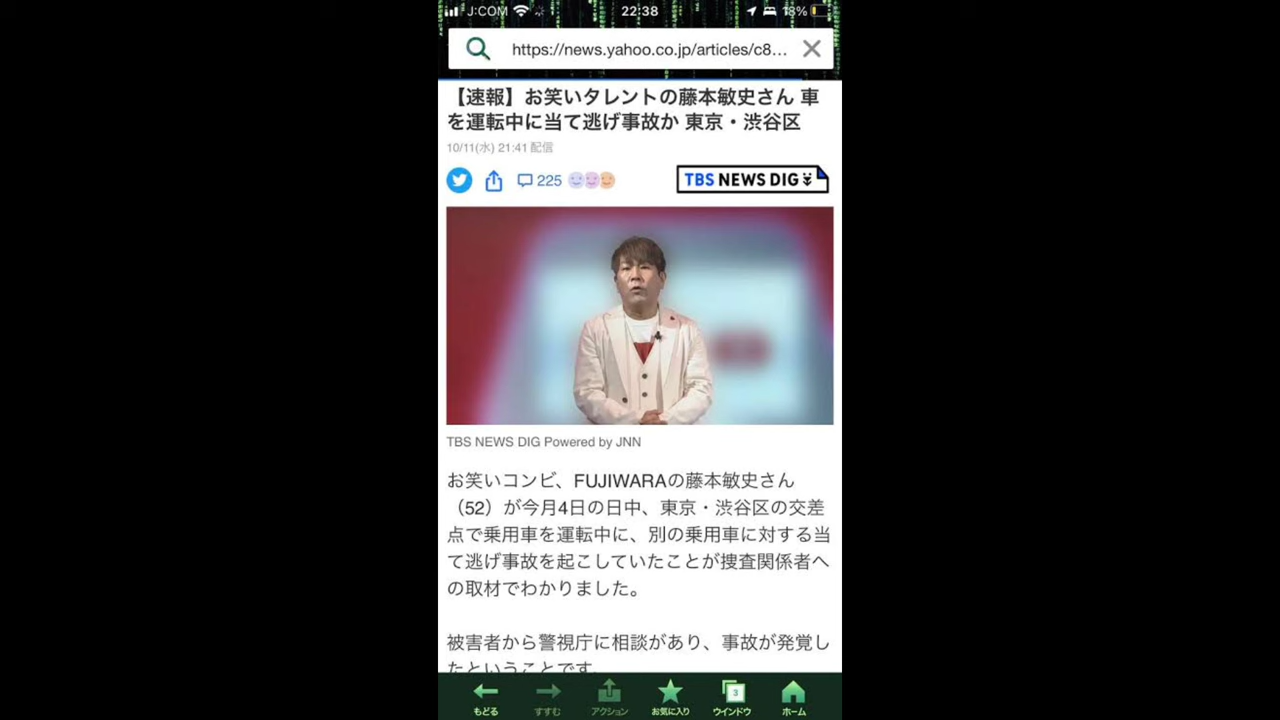 J:COM
22:38
18%
https://news.yahoo.co.jp/articles/c8...
【速報】お笑いタレントの藤本敏史さん 車
を運転中に当て逃げ事故か 東京・渋谷区
10/11(水) 21:41 配信
225
TBS NEWS DIG
TBS NEWS DIG Powered by JNN
お笑いコンビ、FUJIWARAの藤本敏史さん
（52）が今月4日の日中、東京・渋谷区の交差
点で乗用車を運転中に、別の乗用車に対する当
て逃げ事故を起こしていたことが捜査関係者へ
の取材でわかりました。
被害者から警視庁に相談があり、事故が発覚し
たということです。
もどる
すすむ
アクション
お気に入り
3
ウインドウ
ホーム